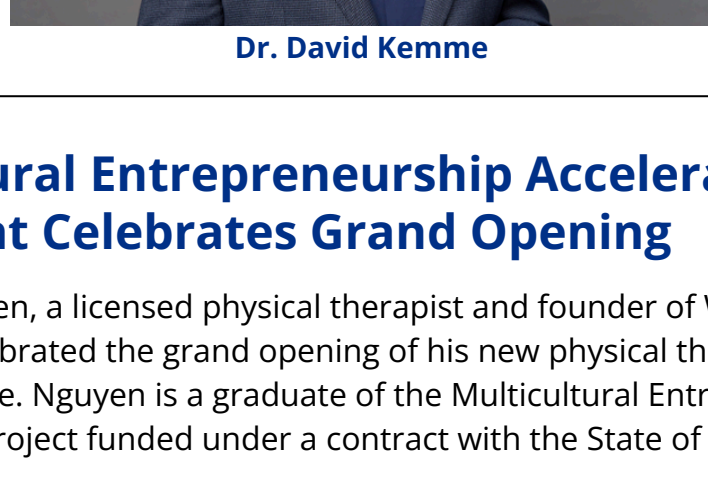 Dr. David Kemme
ural Entrepreneurship Acceler
nt Celebrates Grand Opening
en, a licensed physical therapist and founder of
brated the grand opening of his new physical th
e. Nguyen is a graduate of the Multicultural Entr
roject funded under a contract with the State of